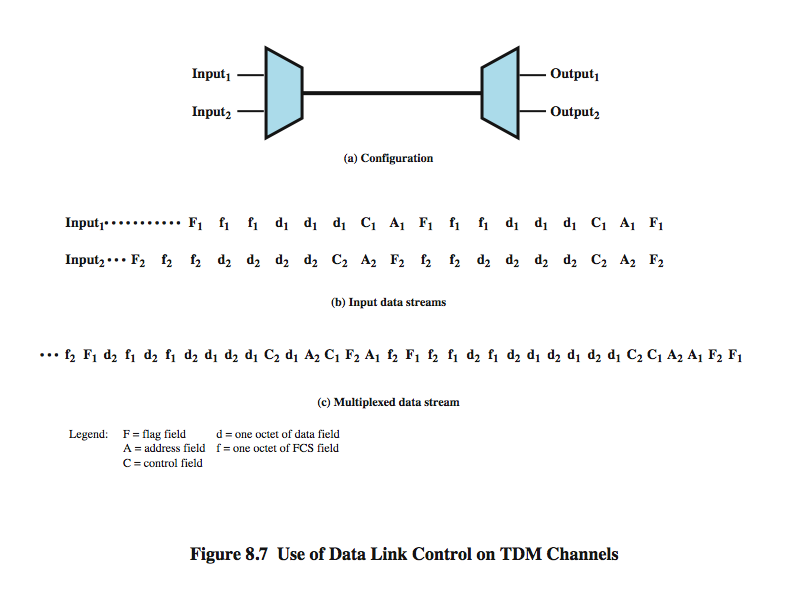 Input₁ Output₁
Input₂ Output₂
(a) Configuration
Input₁··········· F₁ f₁ f₁ d₁ d₁ d₁ C₁ A₁ F₁ f₁ f₁ d₁ d₁ d₁ C₁ A₁ F₁
Input₂··· F₂ f₂ f₂ d₂ d₂ d₂ d₂ C₂ A₂ F₂ f₂ f₂ d₂ d₂ d₂ d₂ C₂ A₂ F₂
(b) Input data streams
··· f₂ F₁ d₂ f₁ d₂ f₁ d₂ d₁ d₂ d₁ C₂ d₁ A₂ C₁ F₂ A₁ f₂ F₁ f₂ f₁ d₂ f₁ d₂ d₁ d₂ d₁ d₂ d₁ C₂ C₁ A₂ A₁ F₂ F₁
(c) Multiplexed data stream
Legend: F = flag field d = one octet of data field
A = address field f = one octet of FCS field
C = control field
Figure 8.7 Use of Data Link Control on TDM Channels